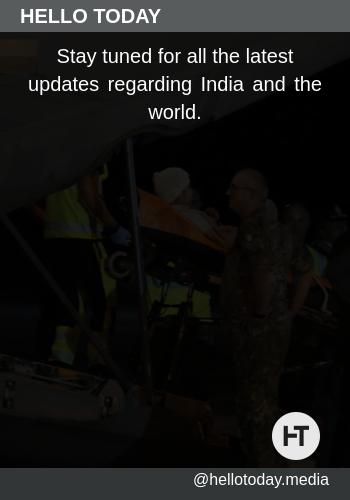 HELLO TODAY
Stay tuned for all the latest
updates regarding India and the
world.
HT
@hellotoday.media